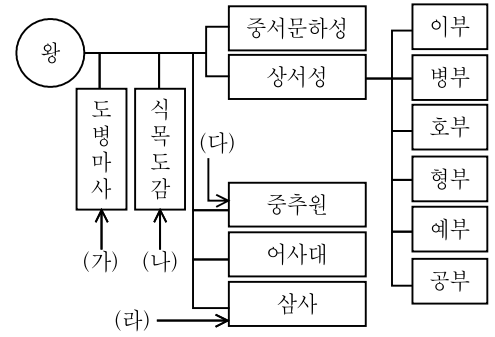 왕
중서문하성
상서성
이부
병부
호부
형부
예부
공부
도병마사
식목도감
(가)
(나)
(다)
중추원
어사대
(라)
삼사